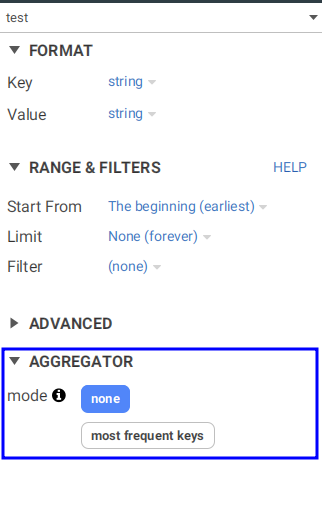 test
FORMAT
Key string
Value string
RANGE & FILTERS HELP
Start From The beginning (earliest)
Limit None (forever)
Filter (none)
ADVANCED
AGGREGATOR
mode none
most frequent keys